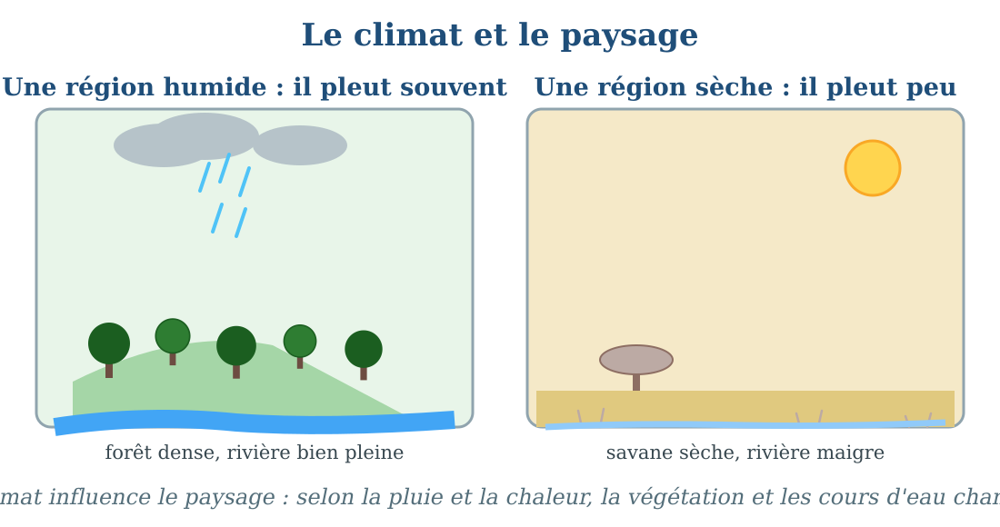 Le climat et le paysage
Une région humide : il pleut souvent
Une région sèche : il pleut peu
forêt dense, rivière bien pleine
savane sèche, rivière maigre
influence le paysage : selon la pluie et la chaleur, la végétation et les cours d'eau